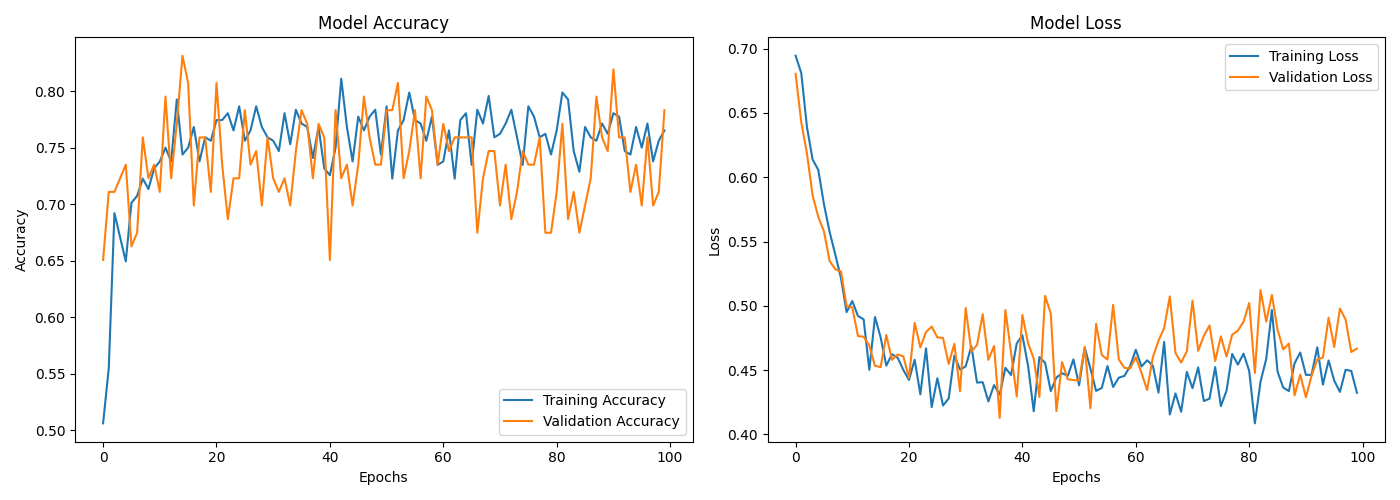 Model Accuracy
0.80
0.75
0.70
0.65
0.60
0.55
0.50
Accuracy
0
20
40
60
80
100
Epochs
Training Accuracy
Validation Accuracy
Model Loss
0.70
0.65
0.60
0.55
0.50
0.45
0.40
Loss
0
20
40
60
80
100
Epochs
Training Loss
Validation Loss